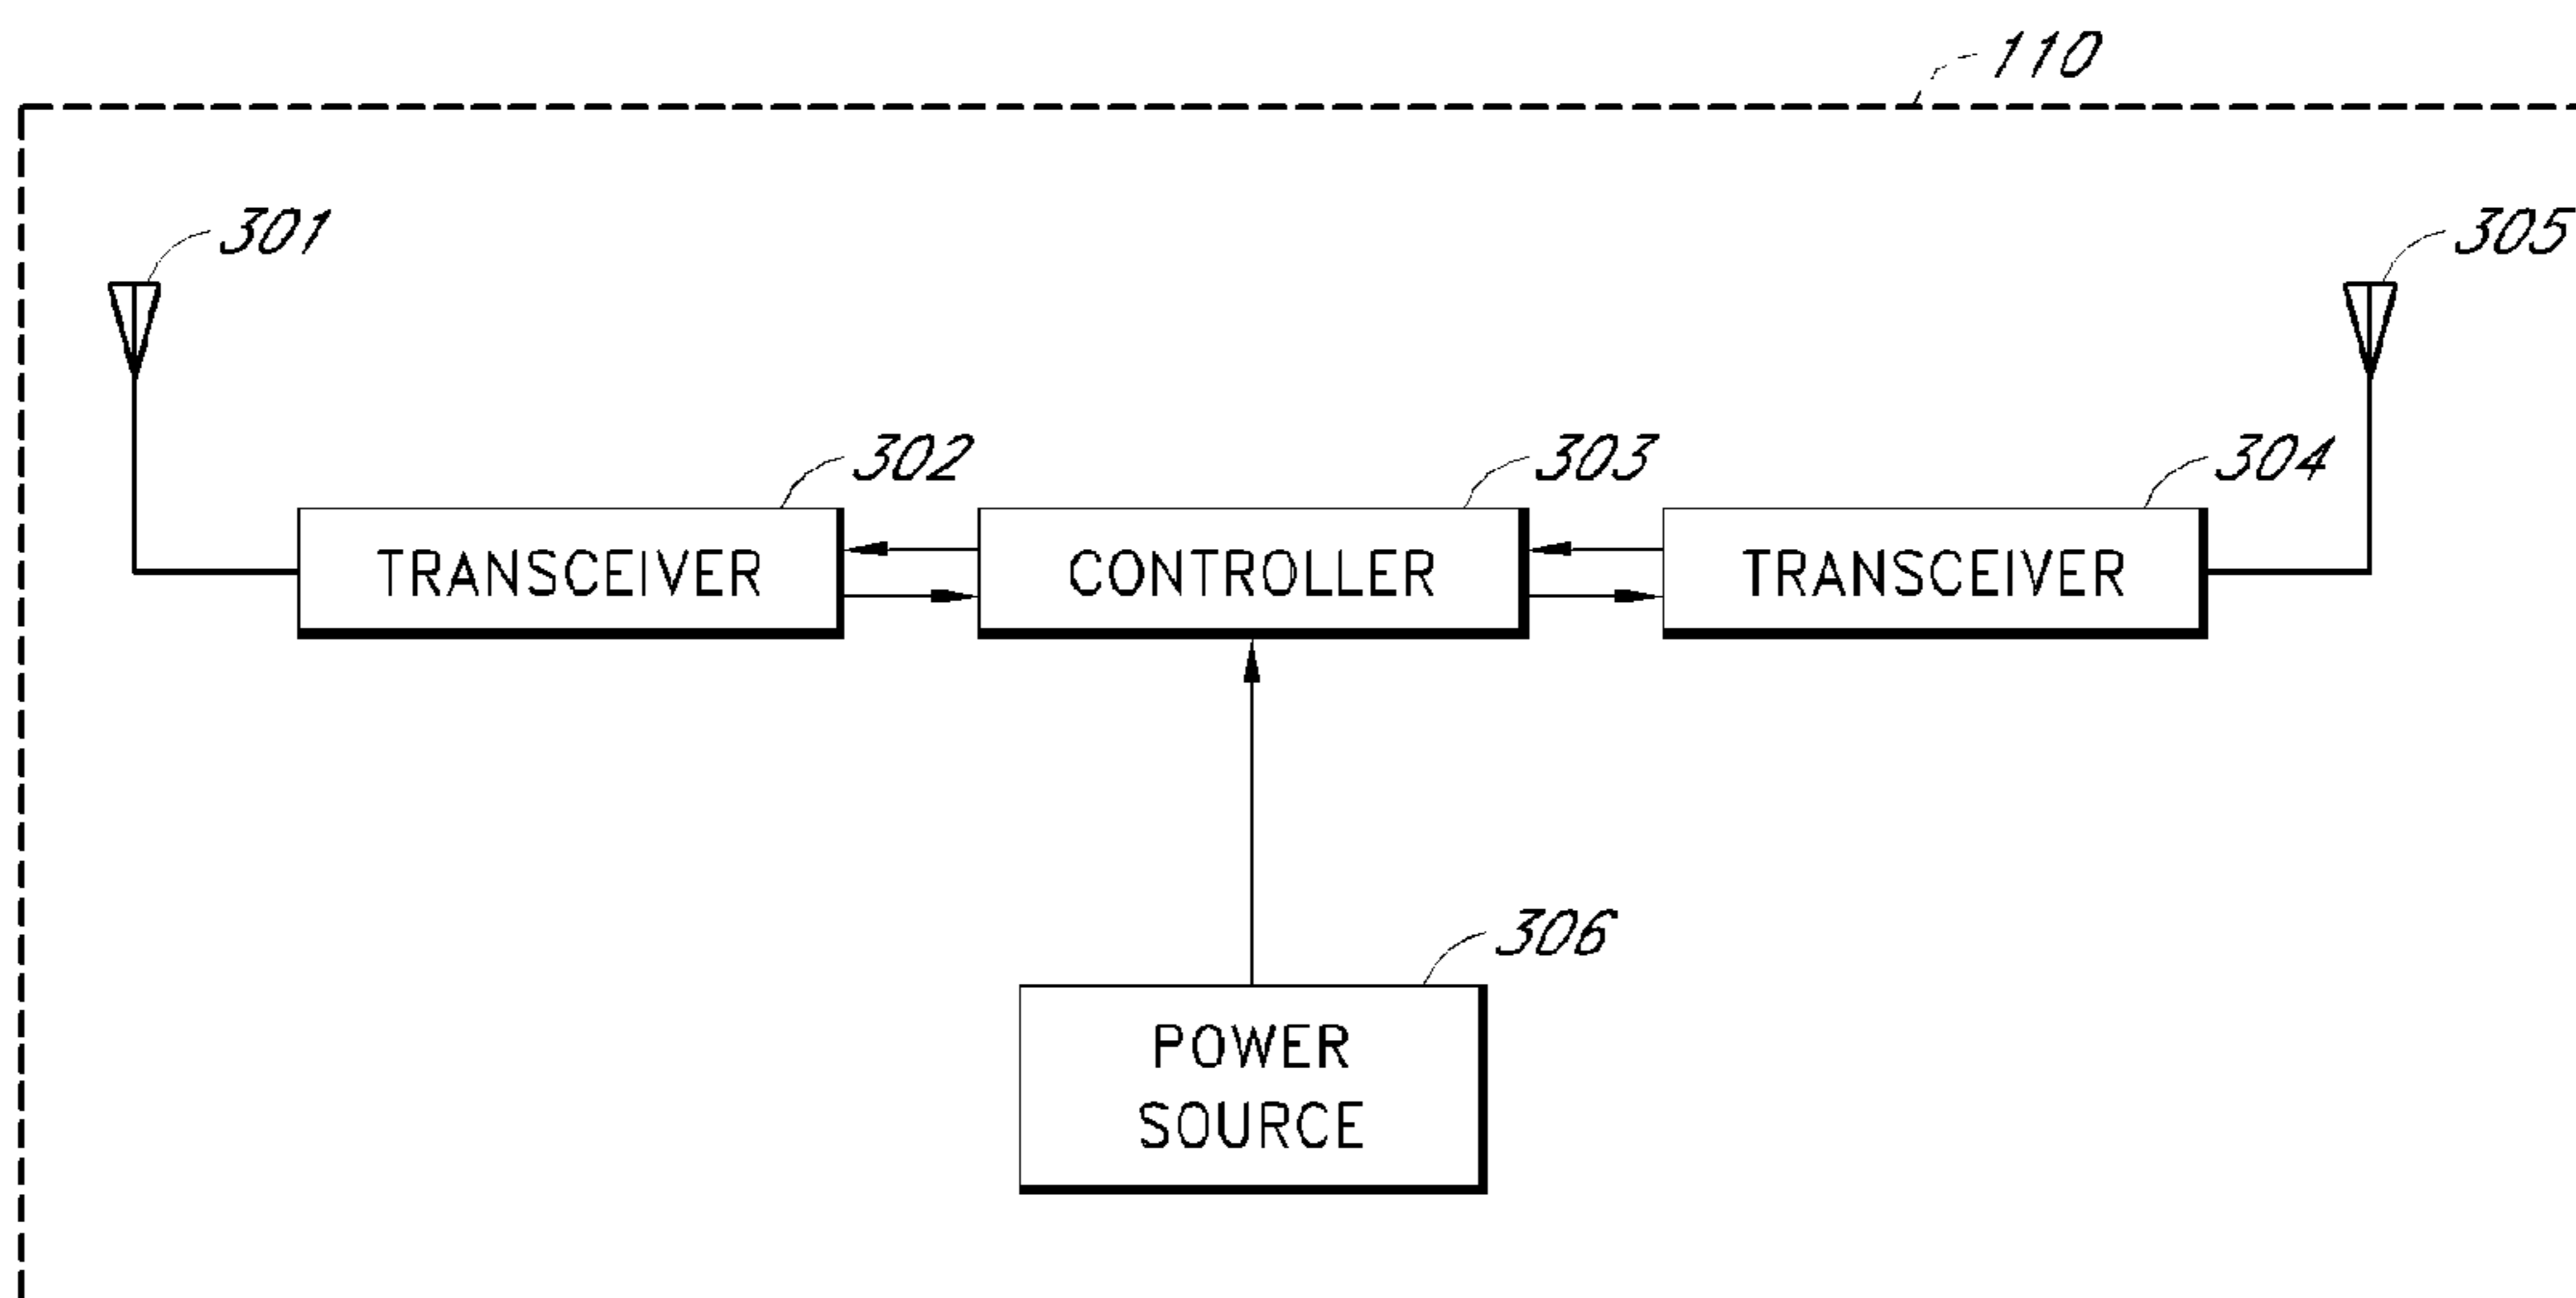 110
301
305
302
303
304
TRANSCEIVER
CONTROLLER
TRANSCEIVER
306
POWER
SOURCE